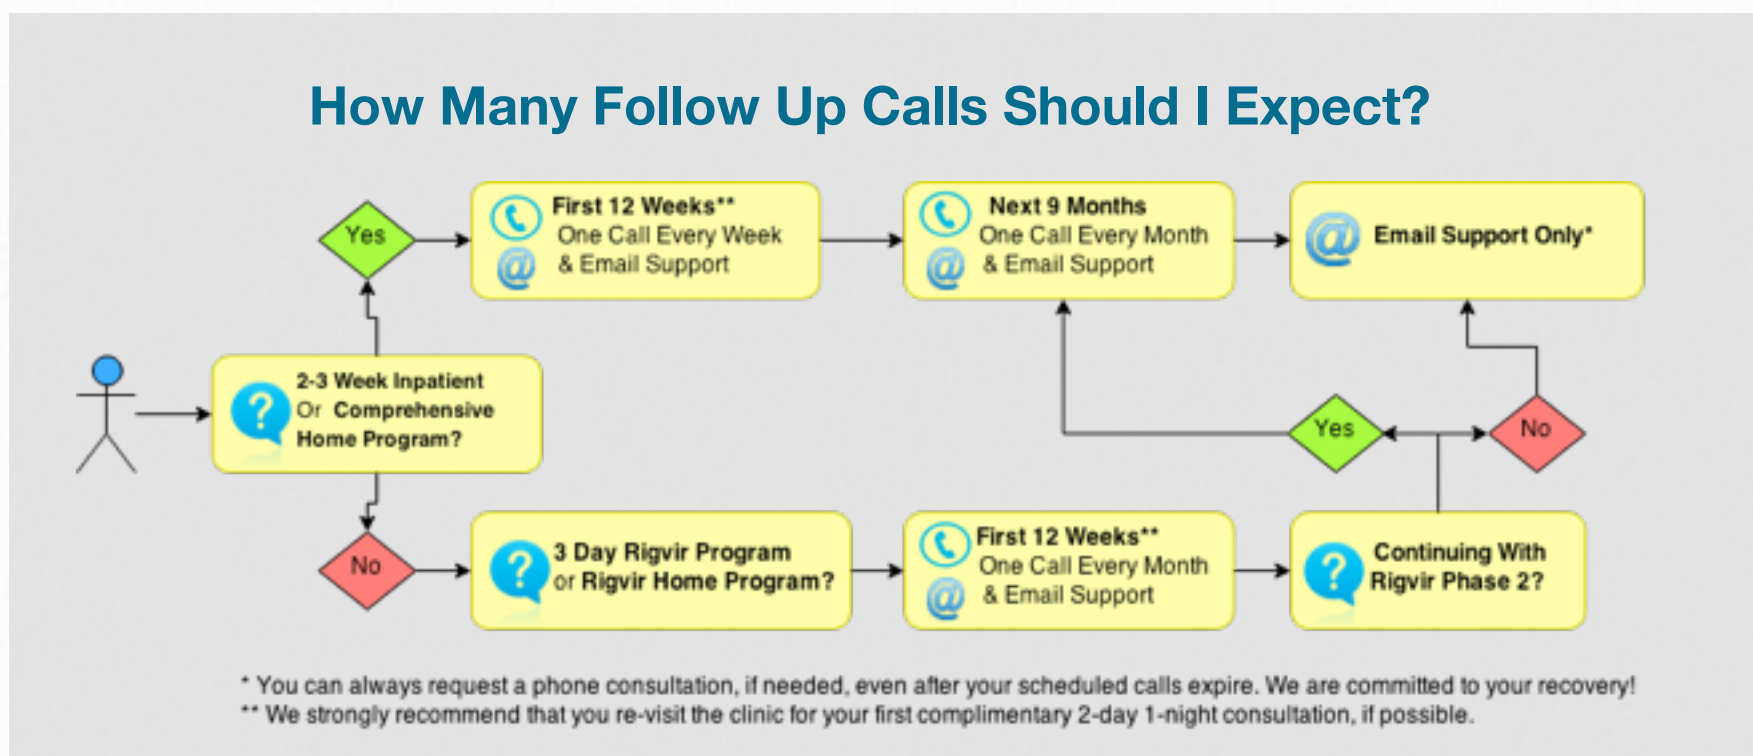 How Many Follow Up Calls Should I Expect?
Yes
First 12 Weeks**
One Call Every Week
& Email Support
Next 9 Months
One Call Every Month
& Email Support
Email Support Only*
2-3 Week Inpatient
Or Comprehensive
Home Program?
Yes
No
No
3 Day Rigvir Program
or Rigvir Home Program?
First 12 Weeks**
One Call Every Month
& Email Support
Continuing With
Rigvir Phase 2?
* You can always request a phone consultation, if needed, even after your scheduled calls expire. We are committed to your recovery!
** We strongly recommend that you re-visit the clinic for your first complimentary 2-day 1-night consultation, if possible.